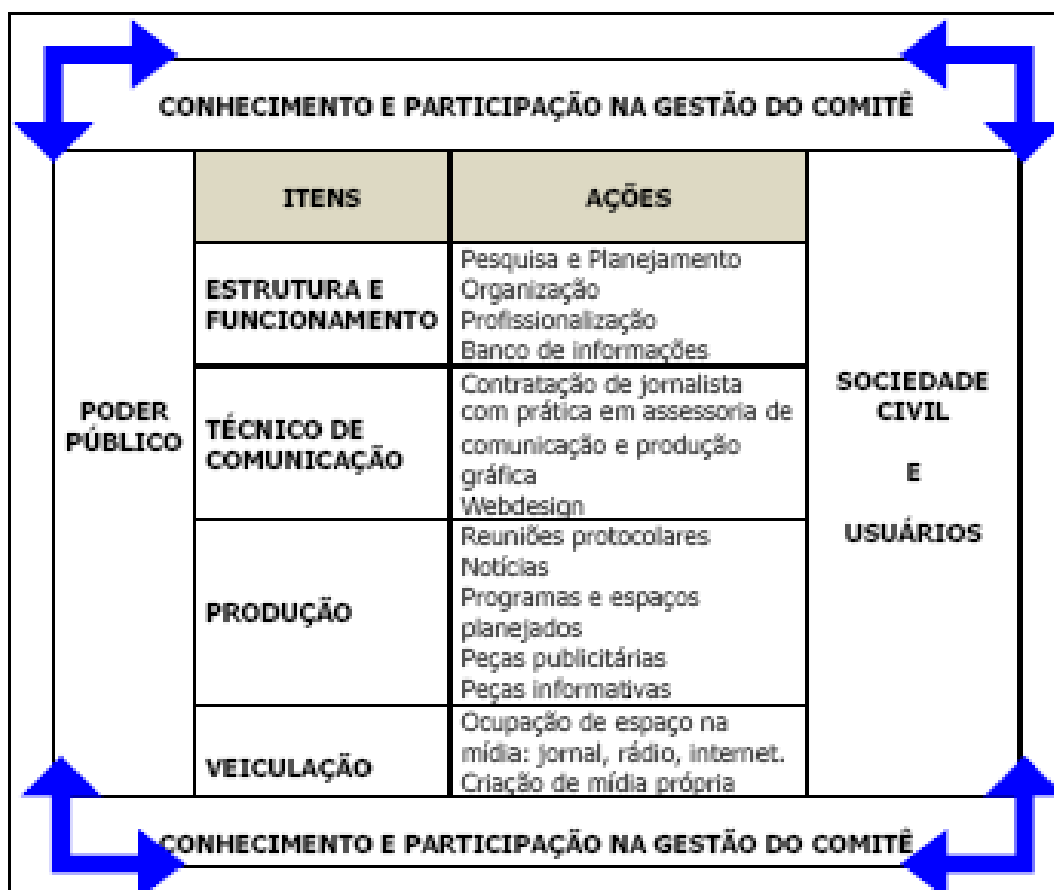 CONHECIMENTO E PARTICIPAÇÃO NA GESTÃO DO COMITÊ
PODER
PÚBLICO
ITENS
AÇÕES
ESTRUTURA E
FUNCIONAMENTO
Pesquisa e Planejamento
Organização
Profissionalização
Banco de informações
TÉCNICO DE
COMUNICAÇÃO
Contratação de jornalista
com prática em assessoria de
comunicação e produção
gráfica
Webdesign
PRODUÇÃO
Reuniões protocolares
Notícias
Programas e espaços
planejados
Peças publicitárias
Peças informativas
VEICULAÇÃO
Ocupação de espaço na
mídia: jornal, rádio, internet.
Criação de mídia própria
SOCIEDADE
CIVIL
E
USUÁRIOS
CONHECIMENTO E PARTICIPAÇÃO NA GESTÃO DO COMITÊ